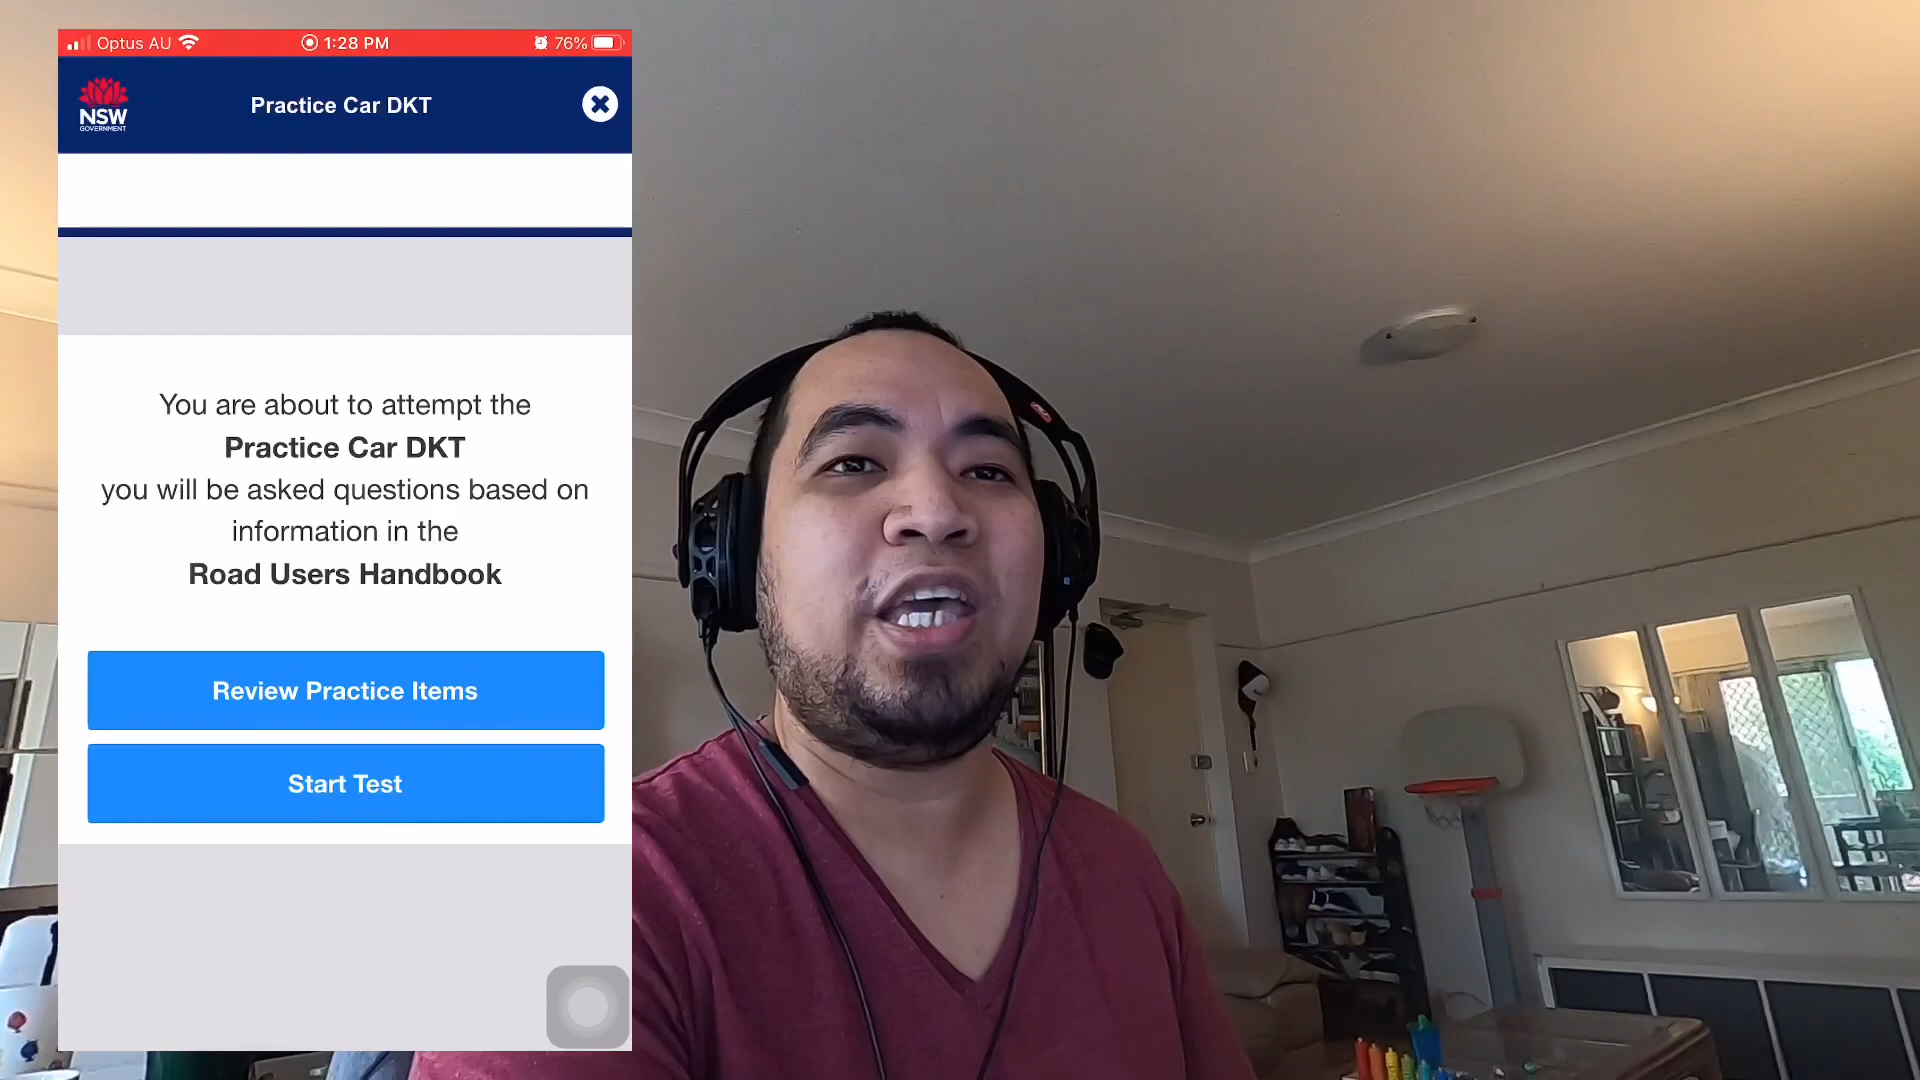 Optus AU 1:28 PM 76%
NSW
GOVERNMENT
Practice Car DKT
You are about to attempt the
Practice Car DKT
you will be asked questions based on
information in the
Road Users Handbook
Review Practice Items
Start Test